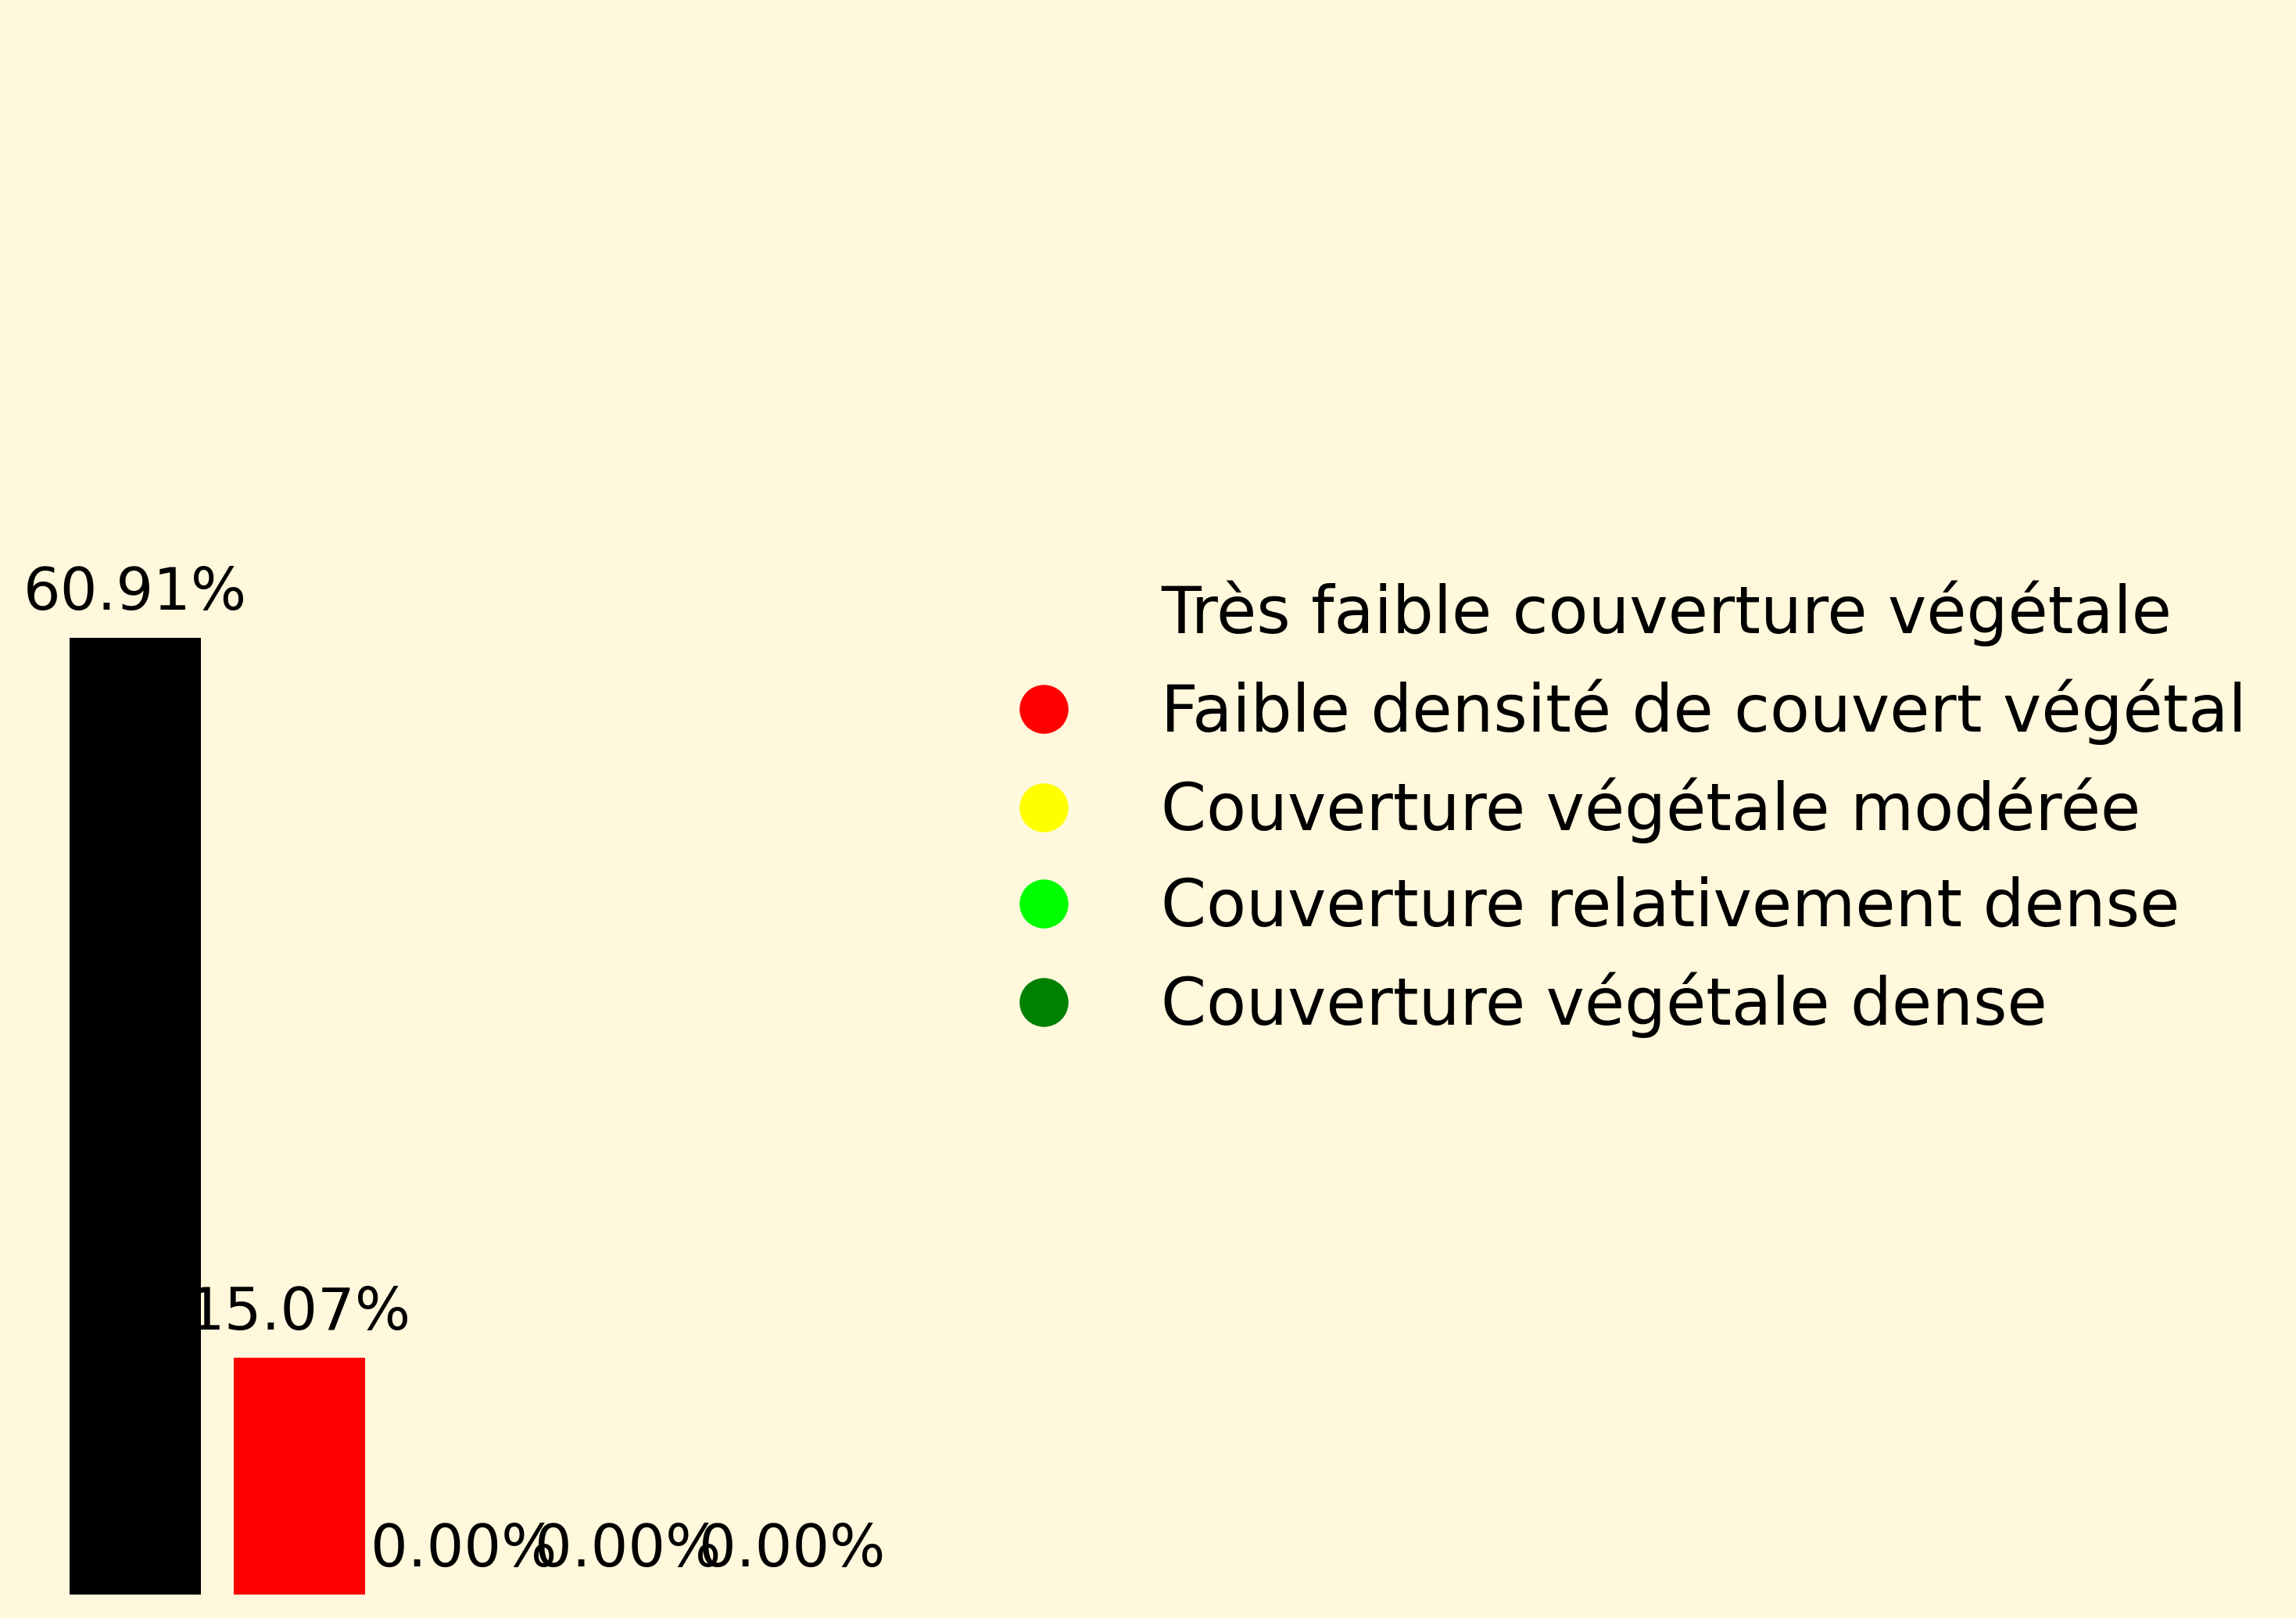 60.91%
Très faible couverture végétale
Faible densité de couvert végétal
Couverture végétale modérée
Couverture relativement dense
Couverture végétale dense
15.07%
0.00% 0.00% 0.00%